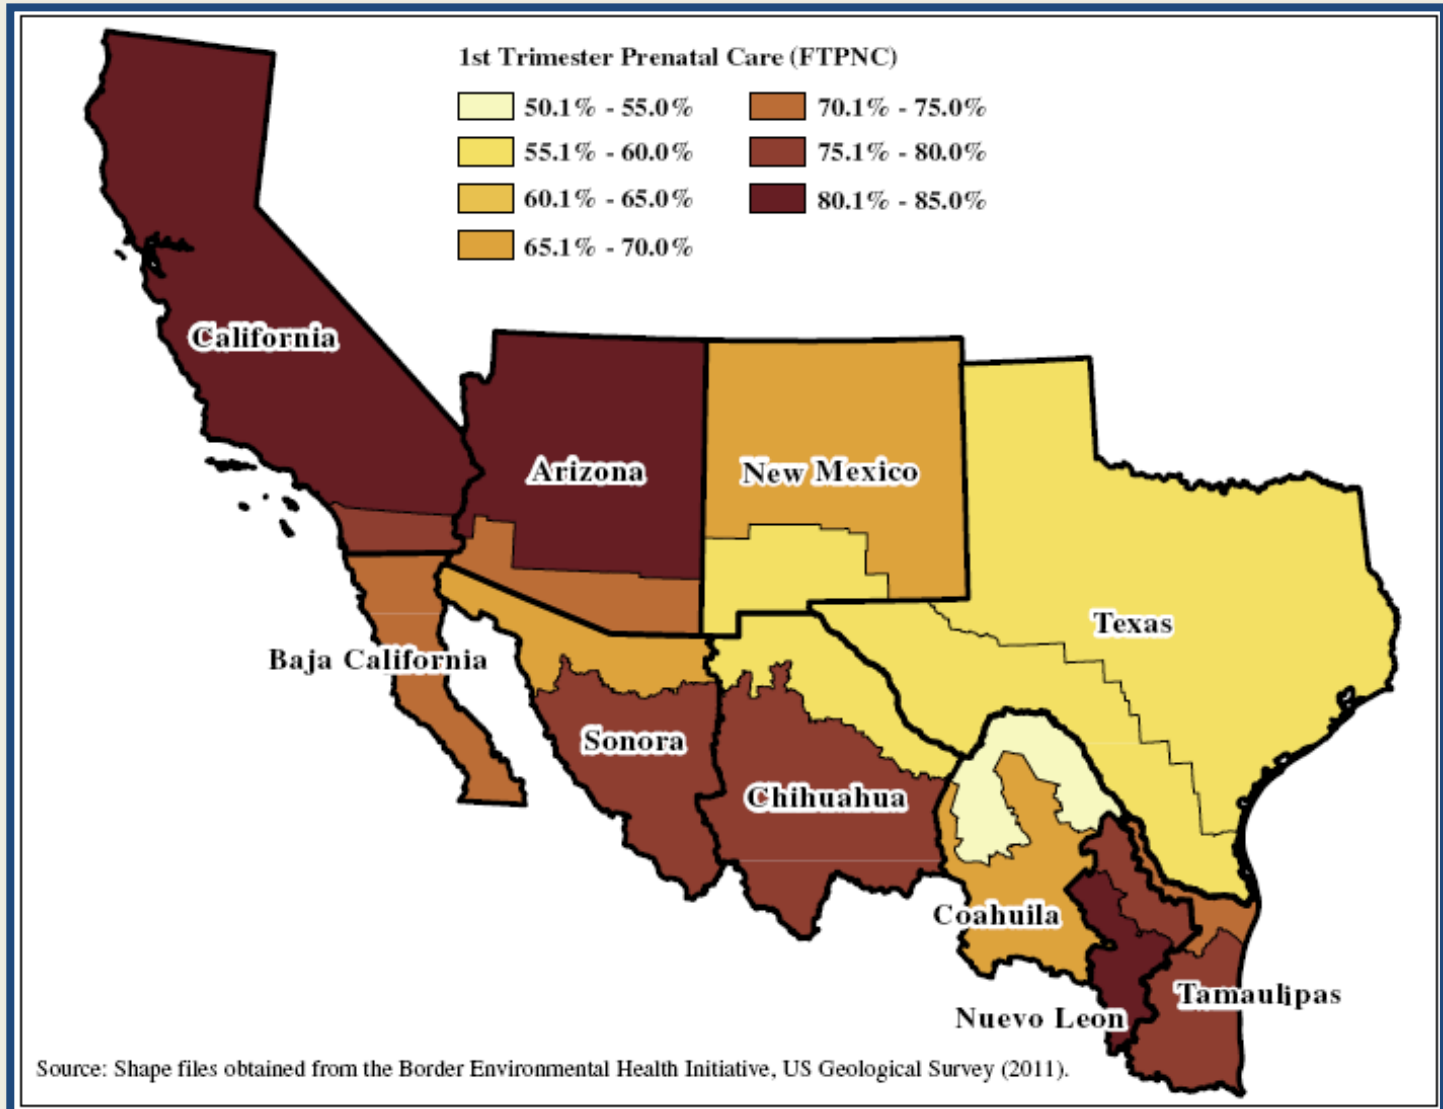 1st Trimester Prenatal Care (FTPNC)
50.1% - 55.0%
55.1% - 60.0%
60.1% - 65.0%
65.1% - 70.0%
70.1% - 75.0%
75.1% - 80.0%
80.1% - 85.0%
California
Arizona
New Mexico
Texas
Baja California
Sonora
Chihuahua
Coahuila
Nuevo Leon
Tamaulipas
Source: Shape files obtained from the Border Environmental Health Initiative, US Geological Survey (2011).